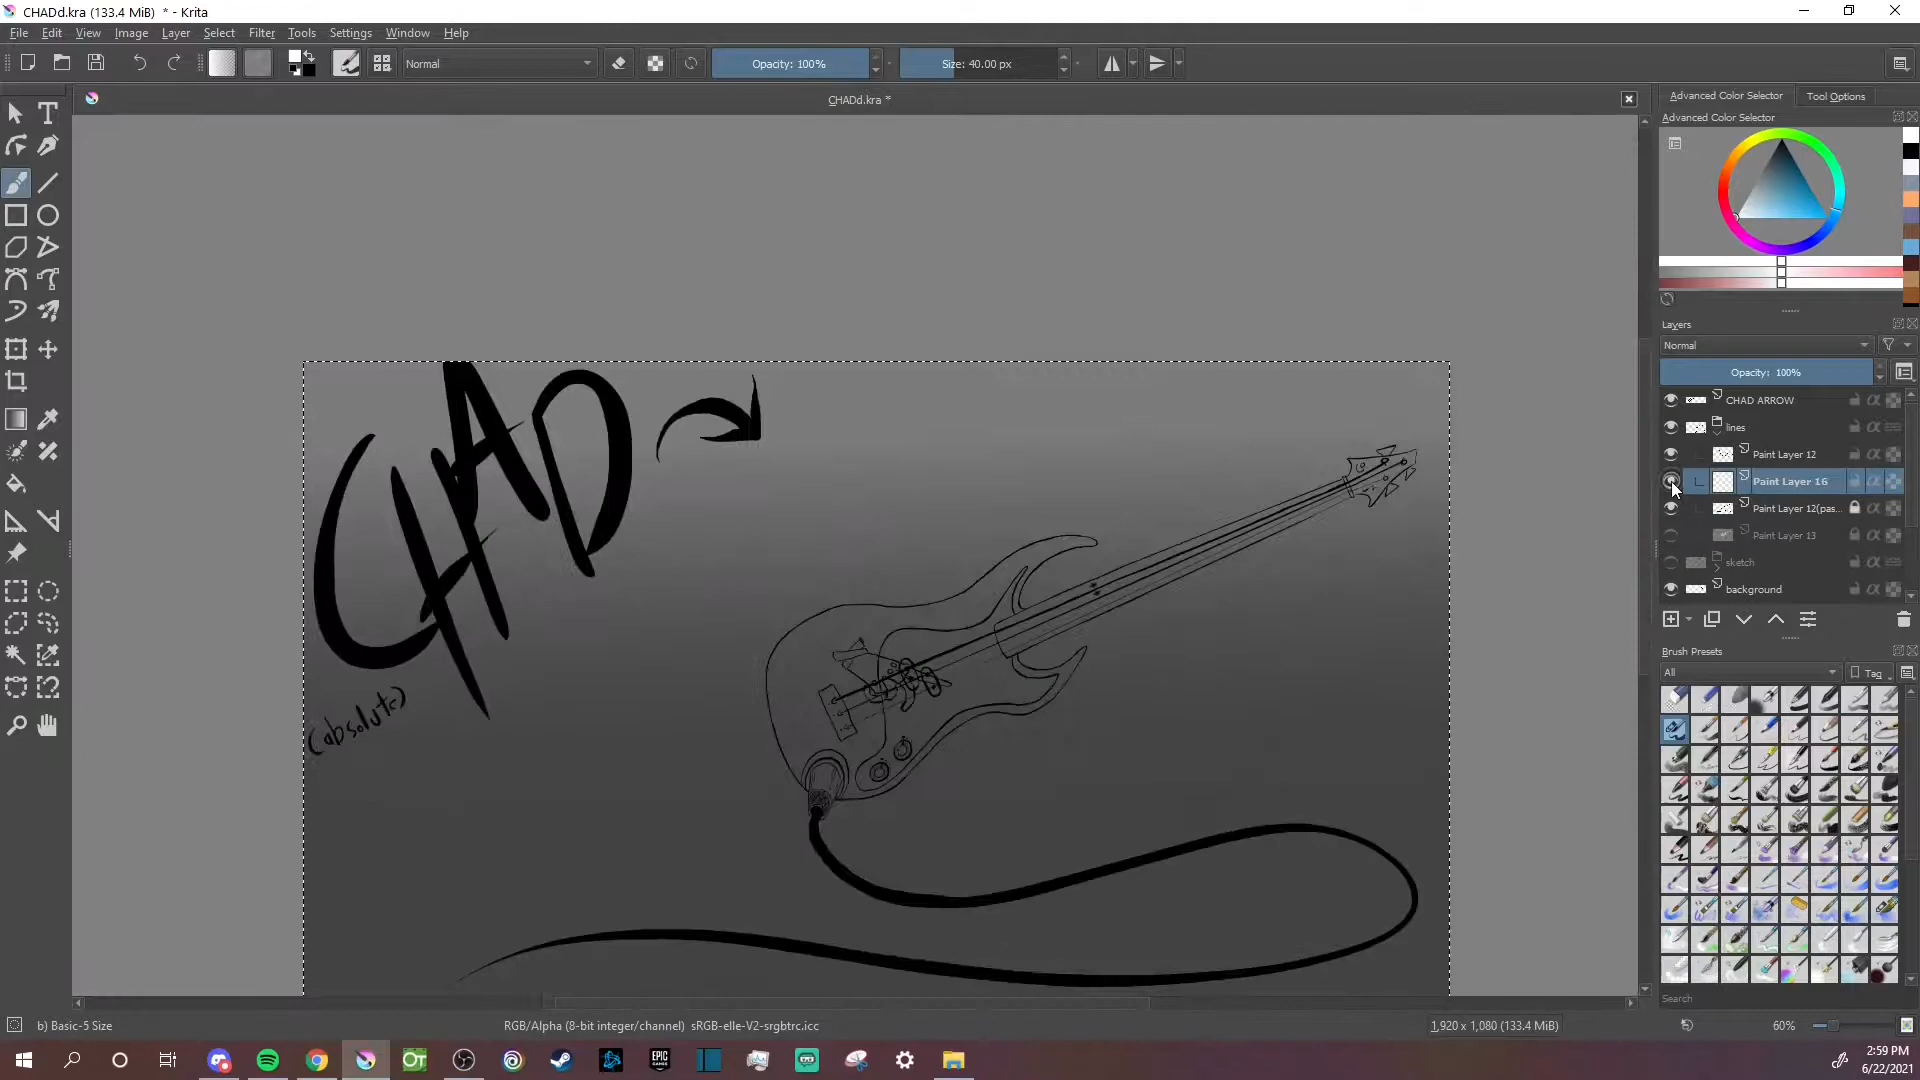 CHADd.kra (133.4 MiB) * - Krita
File Edit View Image Layer Select Filter Tools Settings Window Help
Normal
Opacity: 100%
Size: 40.00 px
CHADd.kra *
Advanced Color Selector
Tool Options
Advanced Color Selector
Layers
Normal
Opacity: 100%
CHAD ARROW
lines
Paint Layer 12
Paint Layer 16
Paint Layer 12(pas...
Paint Layer 13
sketch
background
Brush Presets
All
Tag
Search
CHAD
(absolute)
b) Basic-5 Size
RGB/Alpha (8-bit integer/channel) sRGB-elle-V2-srgbtrc.icc
1,920 x 1,080 (133.4 MiB)
60%
OT
EPIC GAMES
2:59 PM
6/22/2021